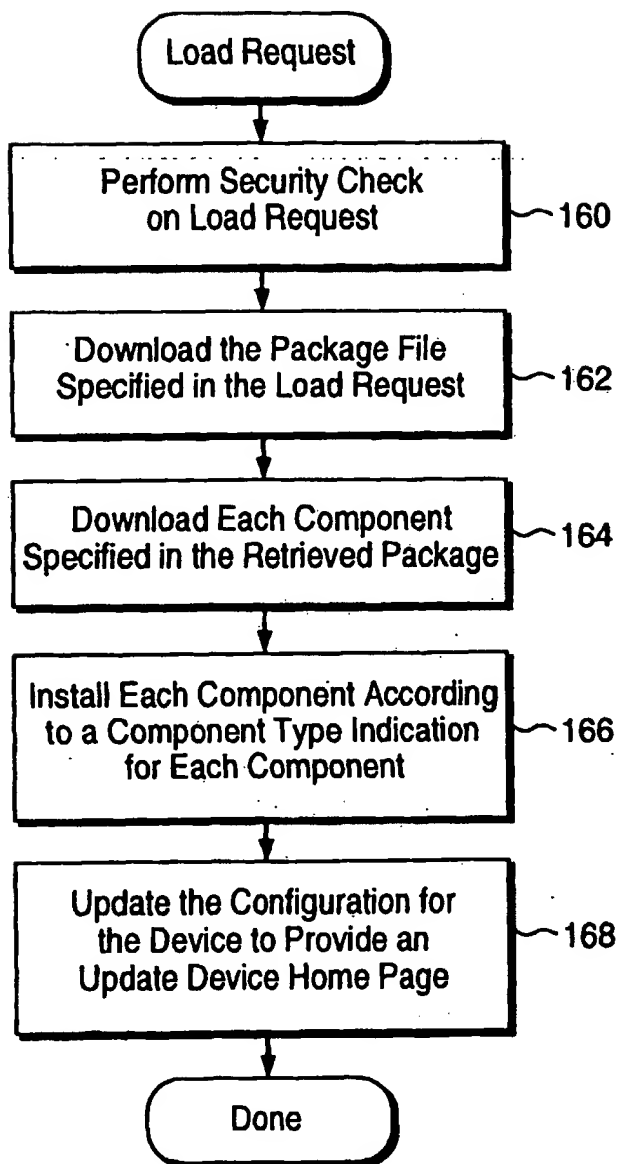 Load Request
Perform Security Check
on Load Request
160
Download the Package File
Specified in the Load Request
162
Download Each Component
Specified in the Retrieved Package
164
Install Each Component According
to a Component Type Indication
for Each Component
166
Update the Configuration for
the Device to Provide an
Update Device Home Page
168
Done